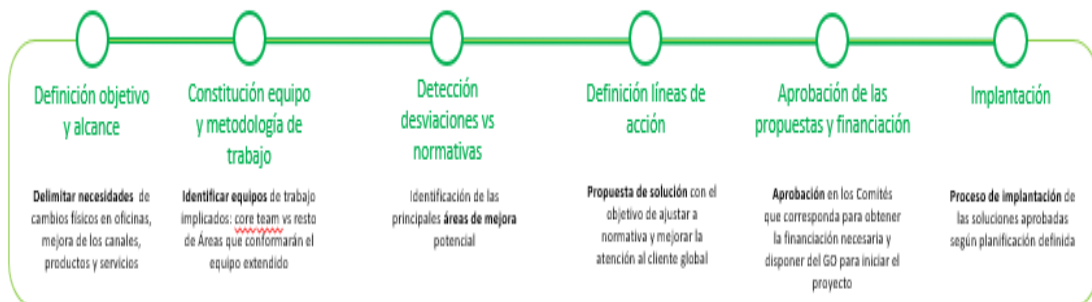 Definición objetivo
y alcance
Delimitar necesidades de
cambios físicos en oficinas,
mejora de los canales,
productos y servicios
Constitución equipo
y metodología de
trabajo
Identificar equipos de trabajo
implicados: core team vs resto
de Áreas que conformarán el
equipo extendido
Detección
desviaciones vs
normativas
Identificación de las
principales áreas de mejora
potencial
Definición líneas de
acción
Propuesta de solución con el
objetivo de ajustar a
normativa y mejorar la
atención al cliente global
Aprobación de las
propuestas y financiación
Aprobación en los Comités
que corresponda para obtener
la financiación necesaria y
disponer del GO para iniciar el
proyecto
Implantación
Proceso de implantación de
las soluciones aprobadas
según planificación definida